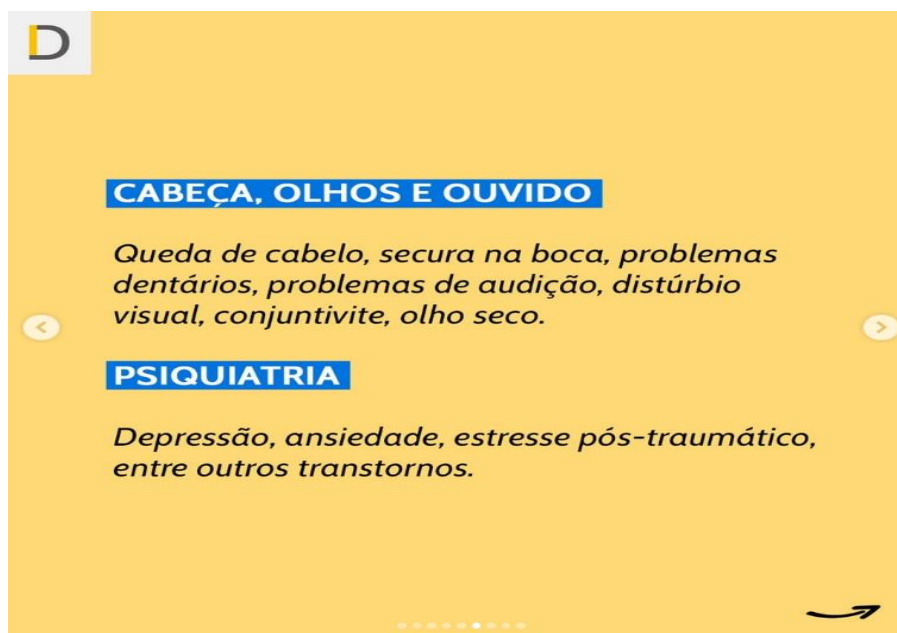 D
CABEÇA, OLHOS E OUVIDO
Queda de cabelo, secura na boca, problemas
dentários, problemas de audição, distúrbio
visual, conjuntivite, olho seco.
PSIQUIATRIA
Depressão, ansiedade, estresse pós-traumático,
entre outros transtornos.